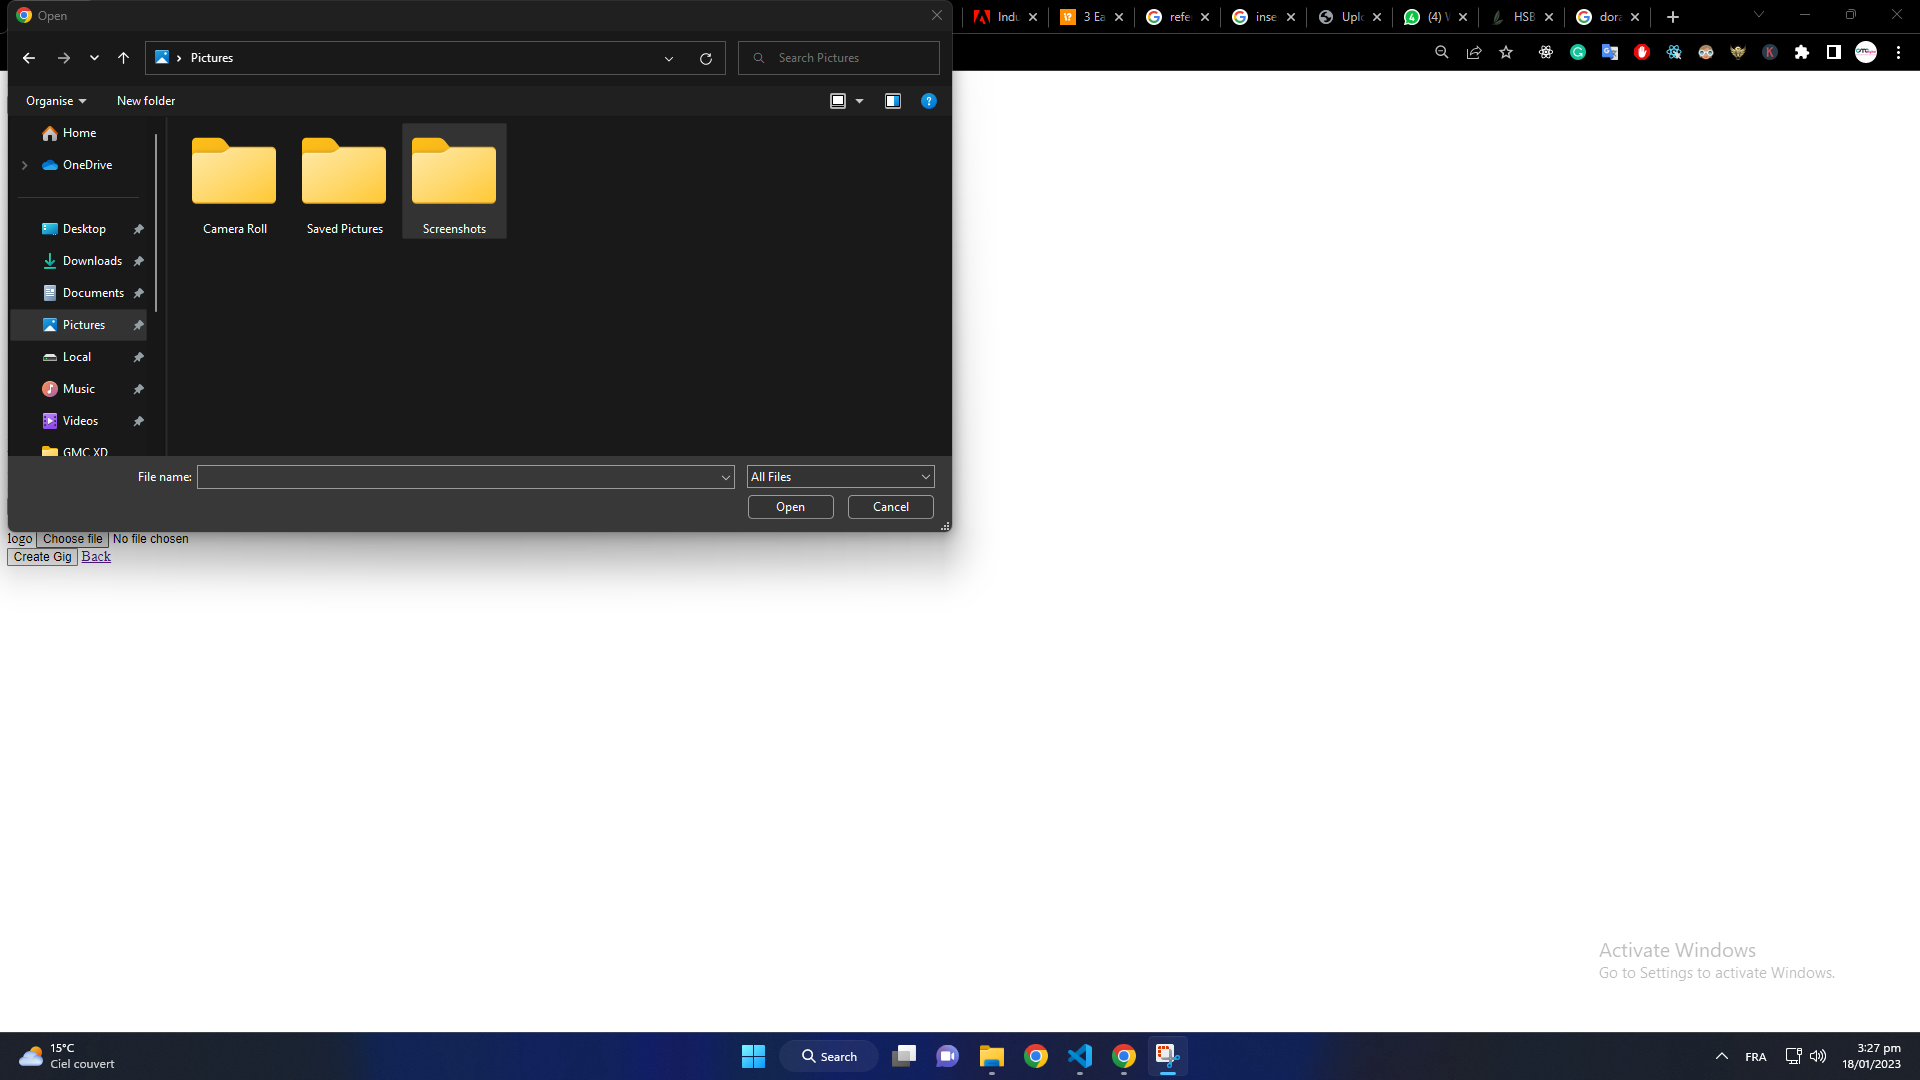 Open
Indu
3 Ea
refe
inse
Uplo
(4) W
HSB
dora
Pictures
Search Pictures
Organise
New folder
Home
OneDrive
Desktop
Downloads
Documents
Pictures
Local
Music
Videos
GMC XD
Camera Roll
Saved Pictures
Screenshots
File name:
All Files
Open
Cancel
logo Choose file No file chosen
Create Gig Back
Activate Windows
Go to Settings to activate Windows.
15°C
Ciel couvert
Search
FRA
3:27 pm
18/01/2023